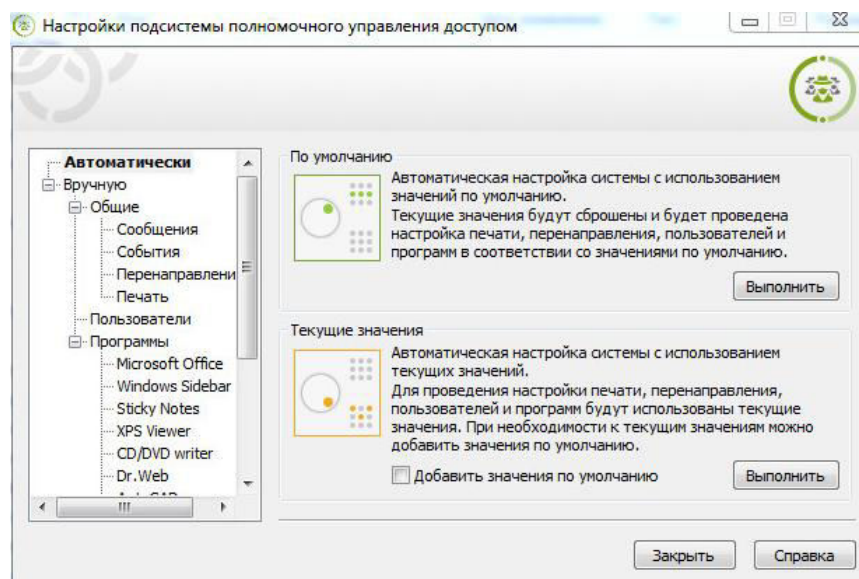 Настройки подсистемы полномочного управления доступом
Автоматически
Вручную
Общие
Сообщения
События
Перенаправлени
Печать
Пользователи
Программы
Microsoft Office
Windows Sidebar
Sticky Notes
XPS Viewer
CD/DVD writer
Dr.Web
По умолчанию
Автоматическая настройка системы с использованием
значений по умолчанию.
Текущие значения будут сброшены и будет проведена
настройка печати, перенаправления, пользователей и
программ в соответствии со значениями по умолчанию.
Выполнить
Текущие значения
Автоматическая настройка системы с использованием
текущих значений.
Для проведения настройки печати, перенаправления,
пользователей и программ будут использованы текущие
значения. При необходимости к текущим значениям можно
добавить значения по умолчанию.
Добавить значения по умолчанию
Выполнить
Закрыть
Справка